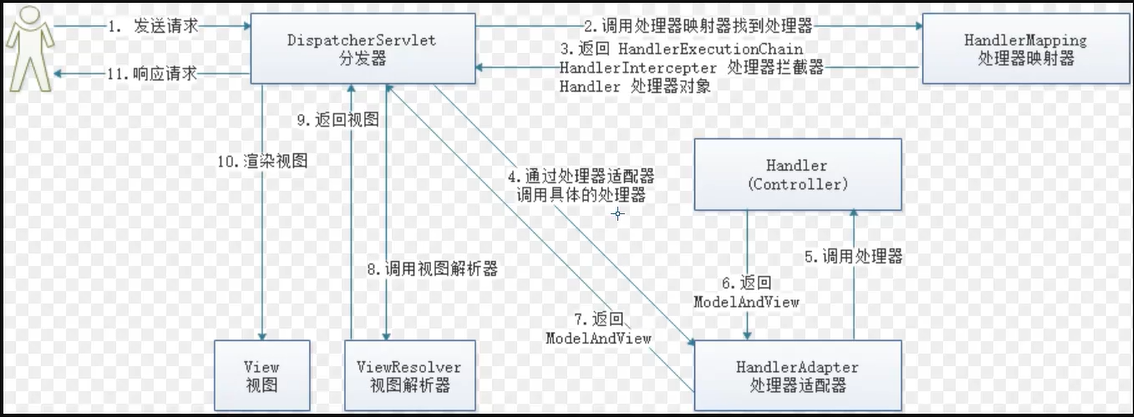 1. 发送请求
DispatcherServlet
分发器
2.调用处理器映射器找到处理器
3.返回 HandlerExecutionChain
HandlerIntercepter 处理器拦截器
Handler 处理器对象
HandlerMapping
处理器映射器
11.响应请求
9.返回视图
10.渲染视图
4.通过处理器适配器
调用具体的处理器
Handler
(Controller)
8.调用视图解析器
5.调用处理器
6.返回
ModelAndView
7.返回
ModelAndView
View
视图
ViewResolver
视图解析器
HandlerAdapter
处理器适配器